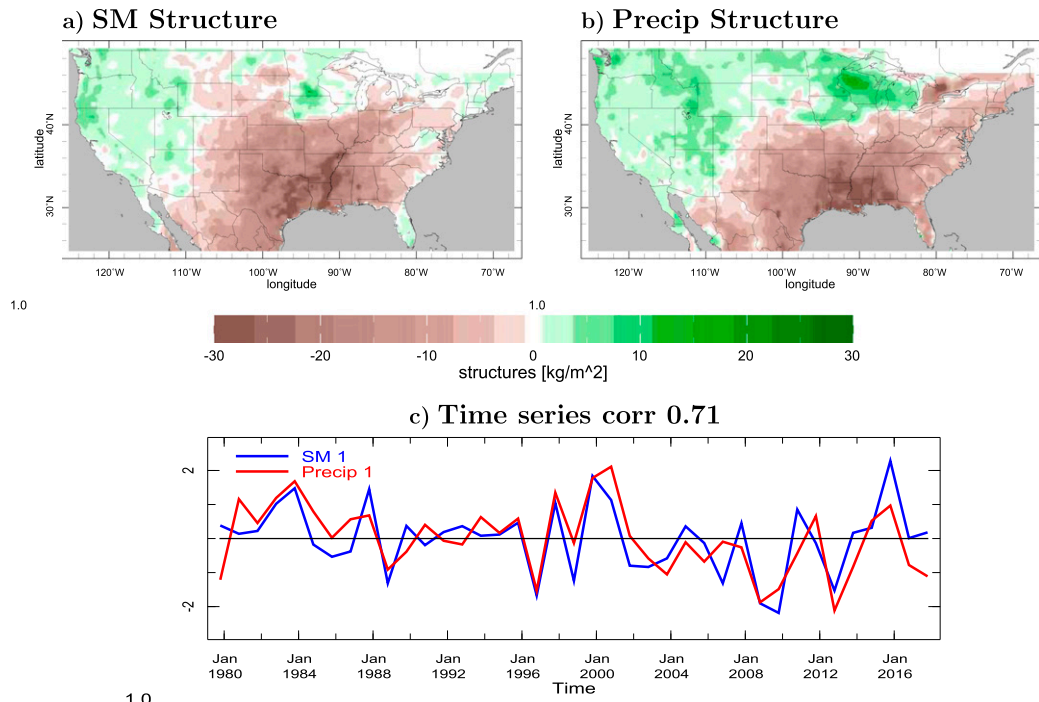 a) SM Structure
b) Precip Structure
latitude
40˚N
30˚N
120˚W 110˚W 100˚W 90˚W 80˚W 70˚W
longitude
latitude
40˚N
30˚N
120˚W 110˚W 100˚W 90˚W 80˚W 70˚W
longitude
1.0
1.0
-30 -20 -10 0 10 20 30
structures [kg/m^2]
c) Time series corr 0.71
SM 1
Precip 1
2
-2
Jan Jan Jan Jan Jan Jan Jan Jan Jan Jan
1980 1984 1988 1992 1996 2000 2004 2008 2012 2016
Time
1.0